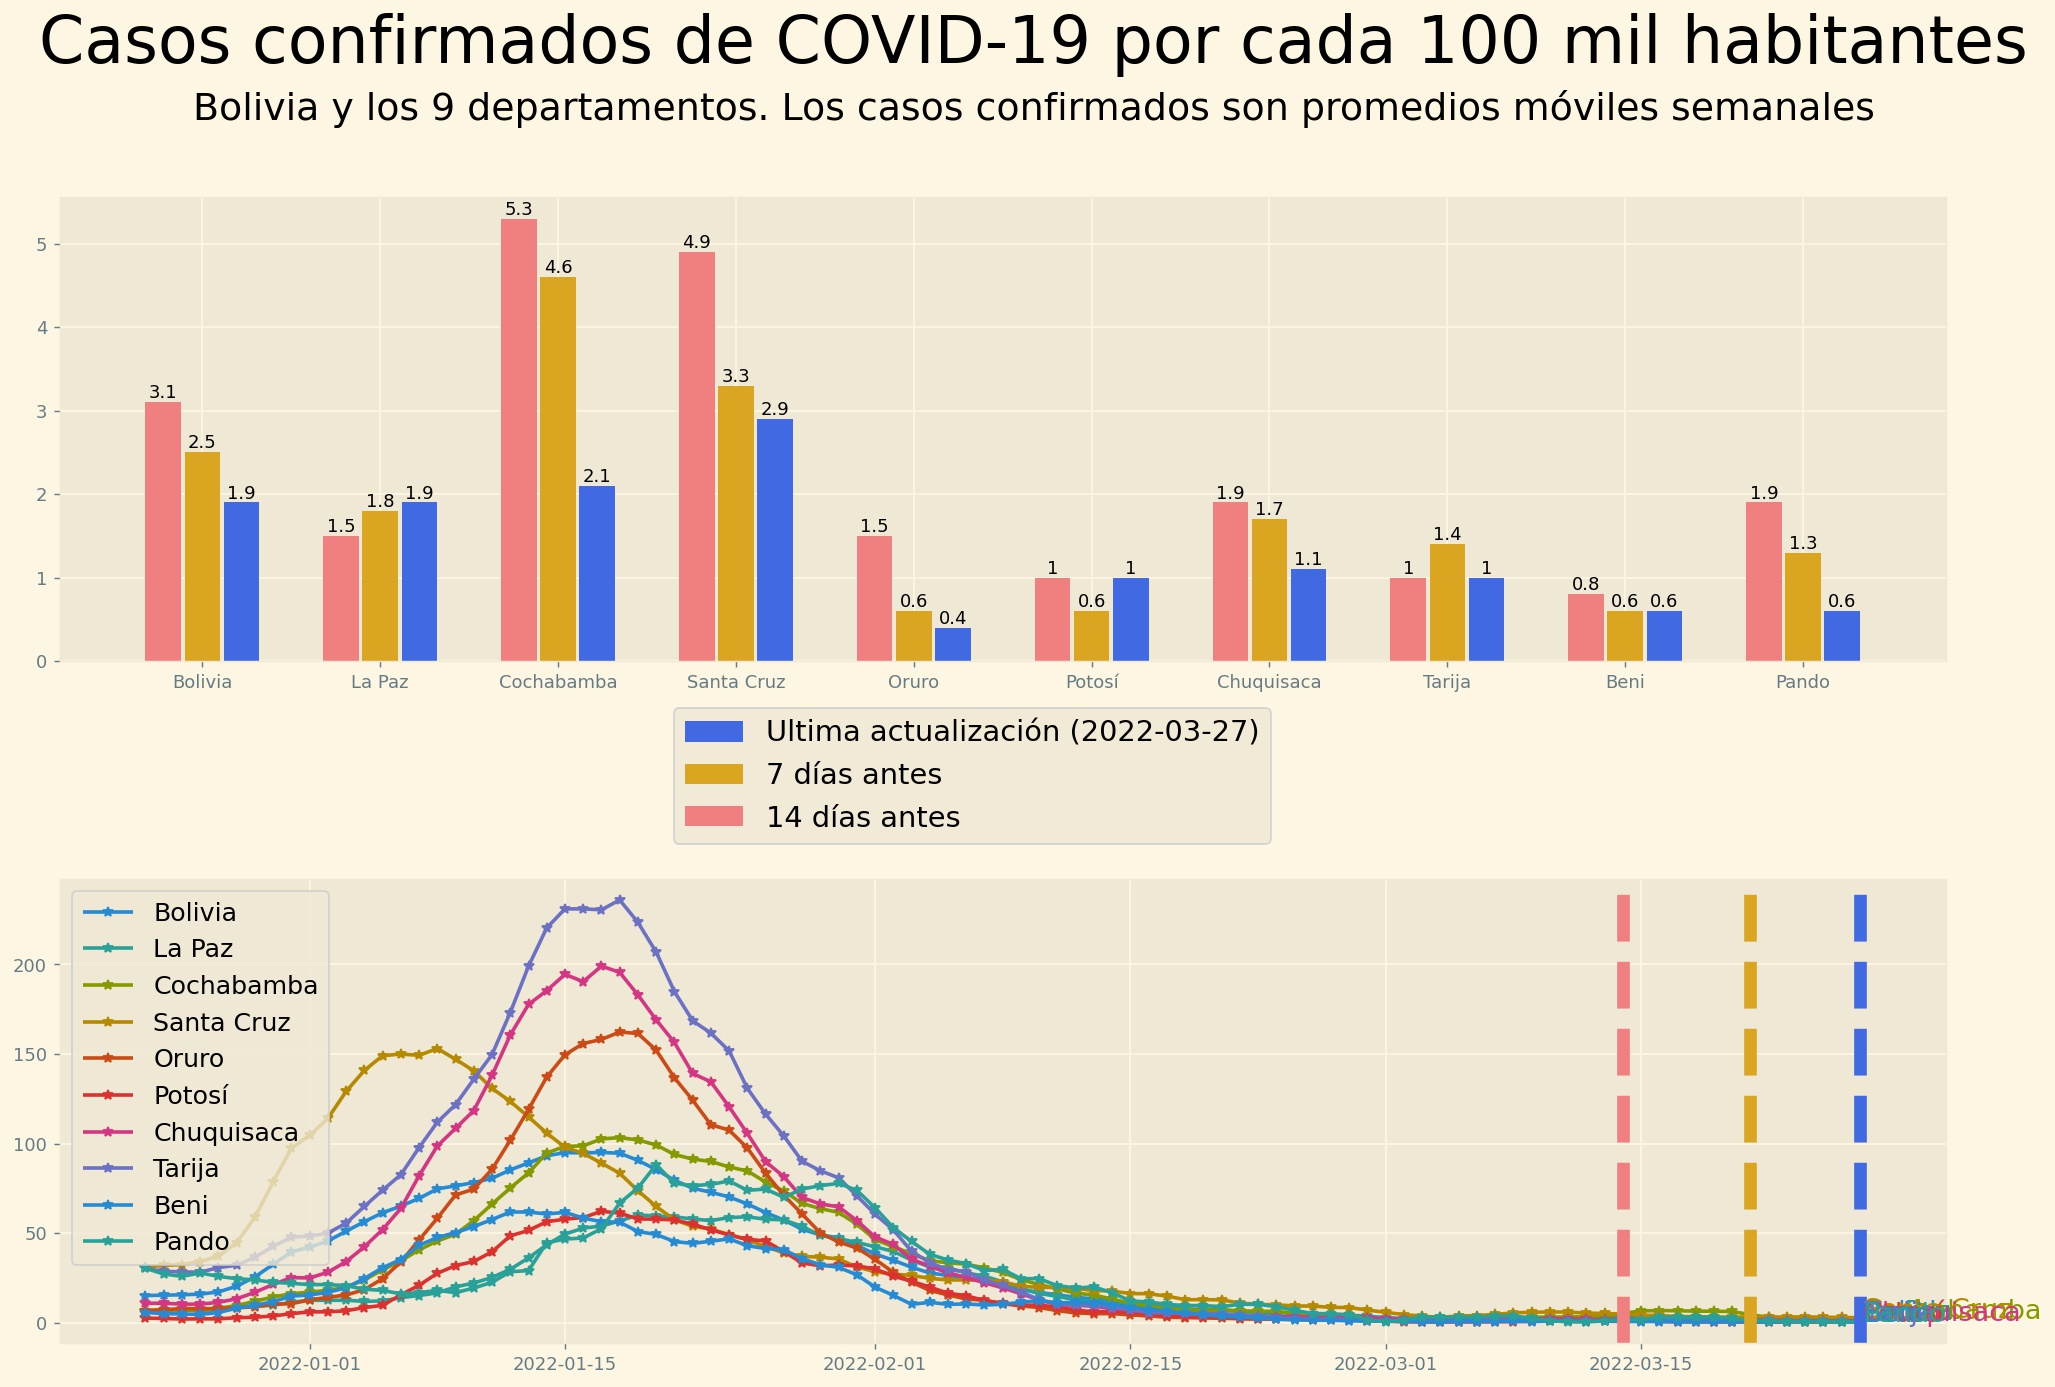 Casos confirmados de COVID-19 por cada 100 mil habitantes
Bolivia y los 9 departamentos. Los casos confirmados son promedios móviles semanales
5
4
3
2
1
0
3.1
2.5
1.9
1.5
1.8
1.9
5.3
4.6
2.1
4.9
3.3
2.9
1.5
0.6
0.4
1
0.6
1
1.9
1.7
1.1
1
1.4
1
0.8
0.6
0.6
1.9
1.3
0.6
Bolivia
La Paz
Cochabamba
Santa Cruz
Oruro
Potosí
Chuquisaca
Tarija
Beni
Pando
Ultima actualización (2022-03-27)
7 días antes
14 días antes
200
150
100
50
0
Bolivia
La Paz
Cochabamba
Santa Cruz
Oruro
Potosí
Chuquisaca
Tarija
Beni
Pando
2022-01-01
2022-01-15
2022-02-01
2022-02-15
2022-03-01
2022-03-15